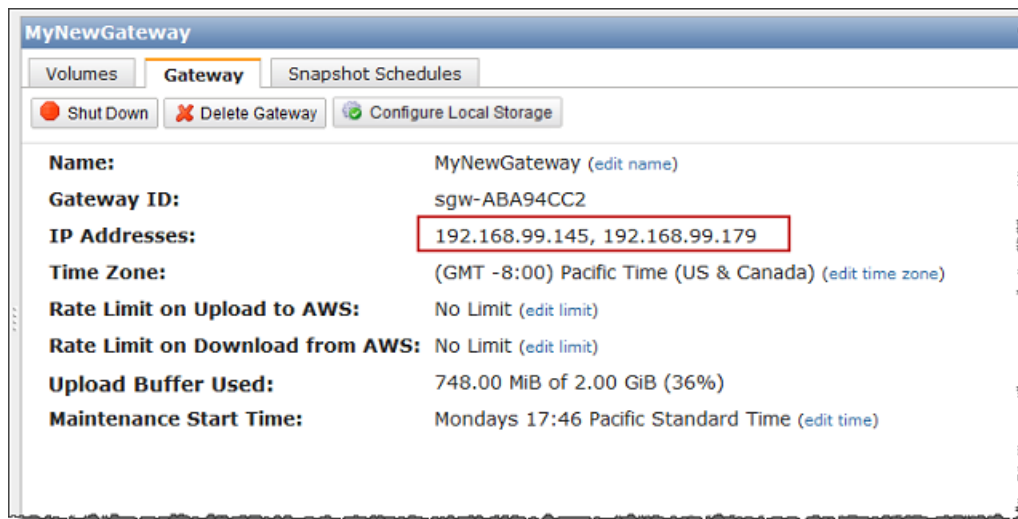 MyNewGateway
Volumes Gateway Snapshot Schedules
Shut Down Delete Gateway Configure Local Storage
Name: MyNewGateway (edit name)
Gateway ID: sgw-ABA94CC2
IP Addresses: 192.168.99.145, 192.168.99.179
Time Zone: (GMT -8:00) Pacific Time (US & Canada) (edit time zone)
Rate Limit on Upload to AWS: No Limit (edit limit)
Rate Limit on Download from AWS: No Limit (edit limit)
Upload Buffer Used: 748.00 MiB of 2.00 GiB (36%)
Maintenance Start Time: Mondays 17:46 Pacific Standard Time (edit time)